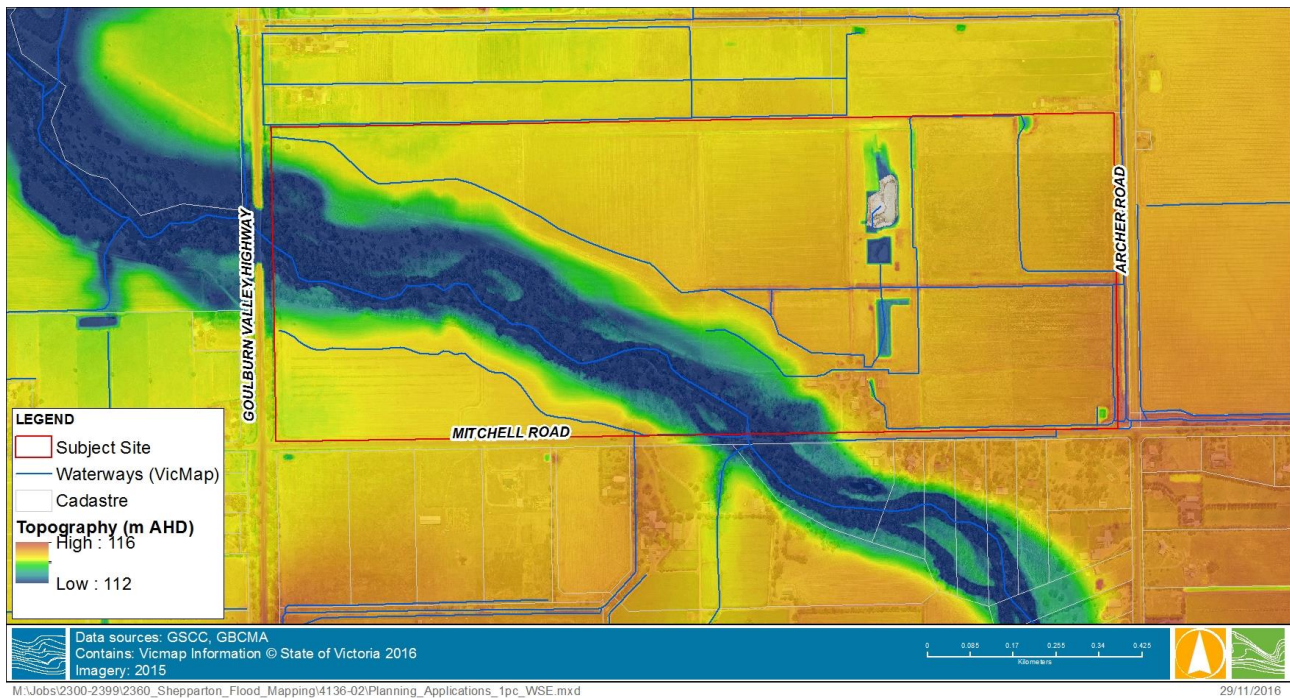 GOULBURN VALLEY HIGHWAY
ARCHER ROAD
MITCHELL ROAD
LEGEND
Subject Site
Waterways (VicMap)
Cadastre
Topography (m AHD)
High : 116
Low : 112
Data sources: GSCC, GBCMA
Contains: Vicmap Information © State of Victoria 2016
Imagery: 2015
0 0.085 0.17 0.255 0.34 0.425
Kilometers
M:\Jobs\2300-2399\2360_Shepparton_Flood_Mapping\4136-02\Planning_Applications_1pc_WSE.mxd
29/11/2016